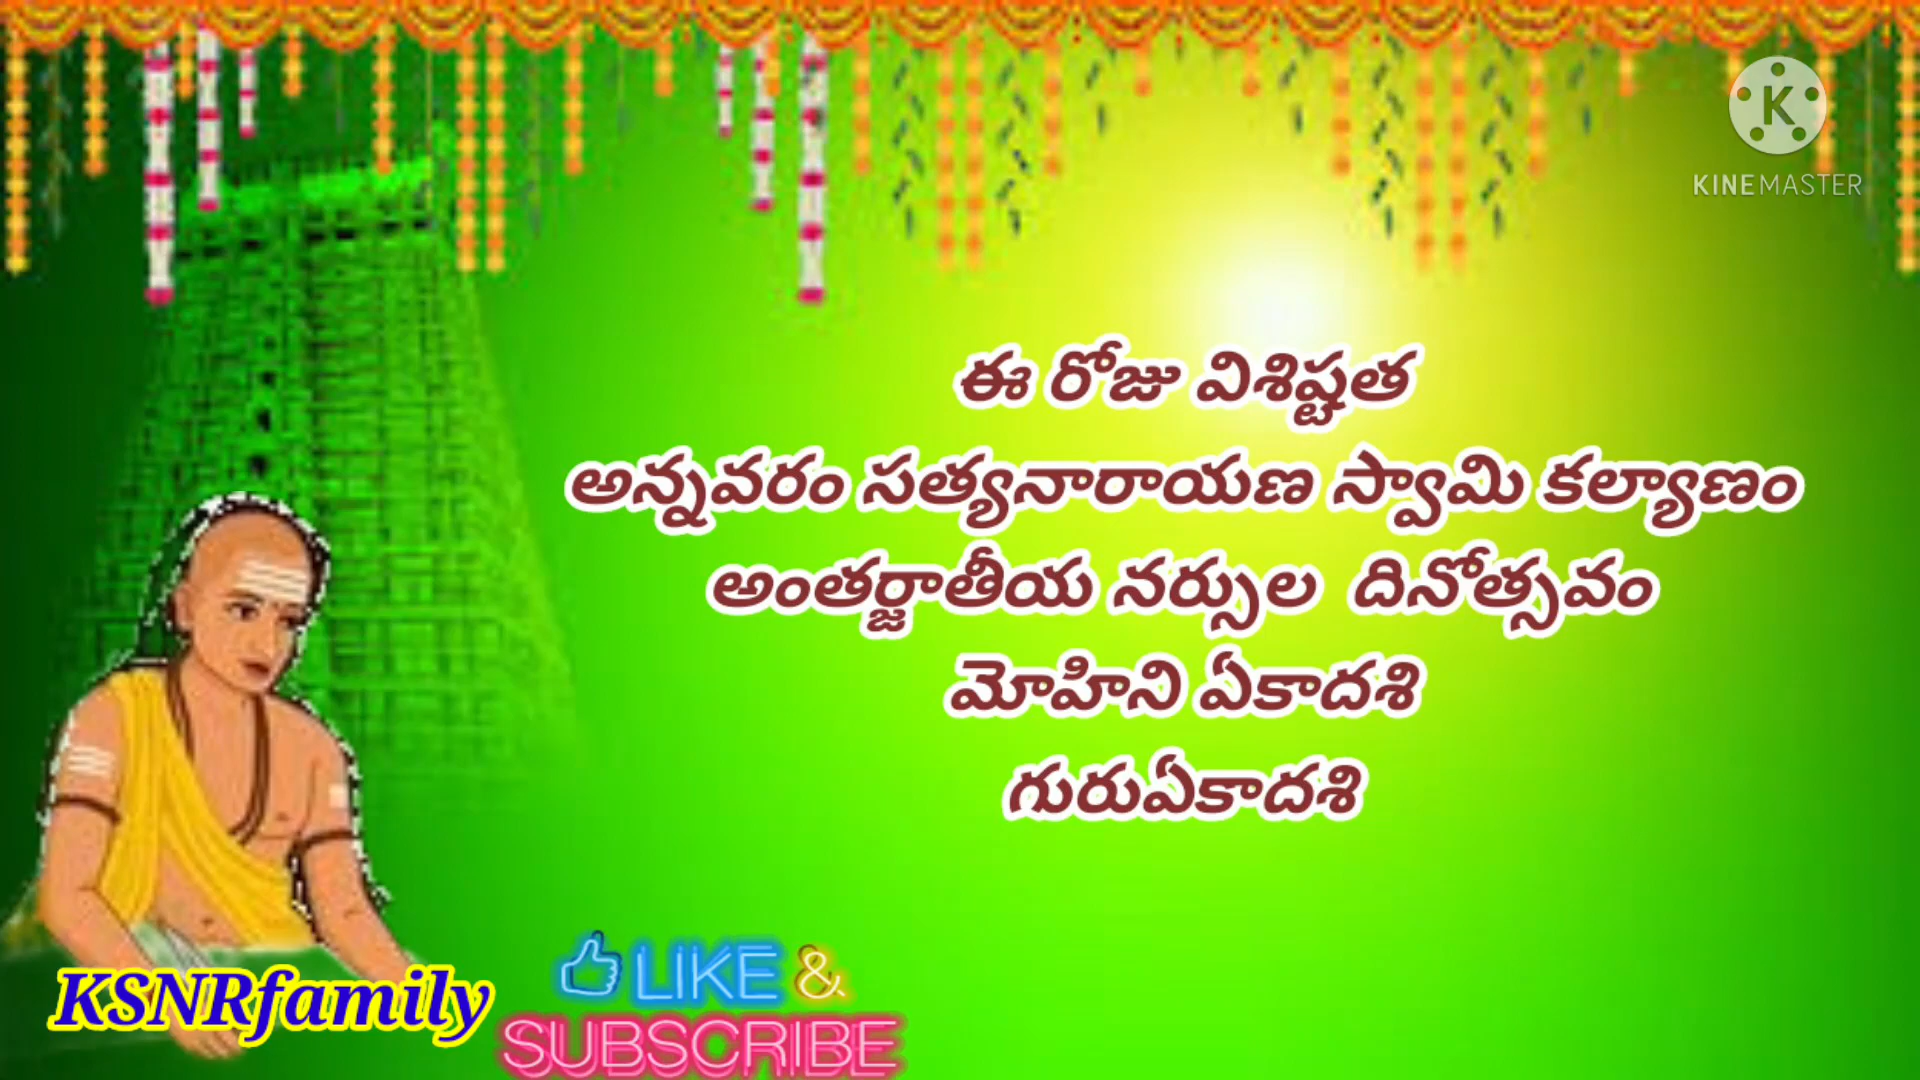 K
KINEMASTER
ఈ రోజు విశిష్టత
అన్నవరం సత్యనారాయణ స్వామి కల్యాణం
అంతర్జాతీయ నర్సుల దినోత్సవం
మోహిని ఏకాదశి
గురుఏకాదశి
LIKE &
KSNRfamily
SUBSCRIBE